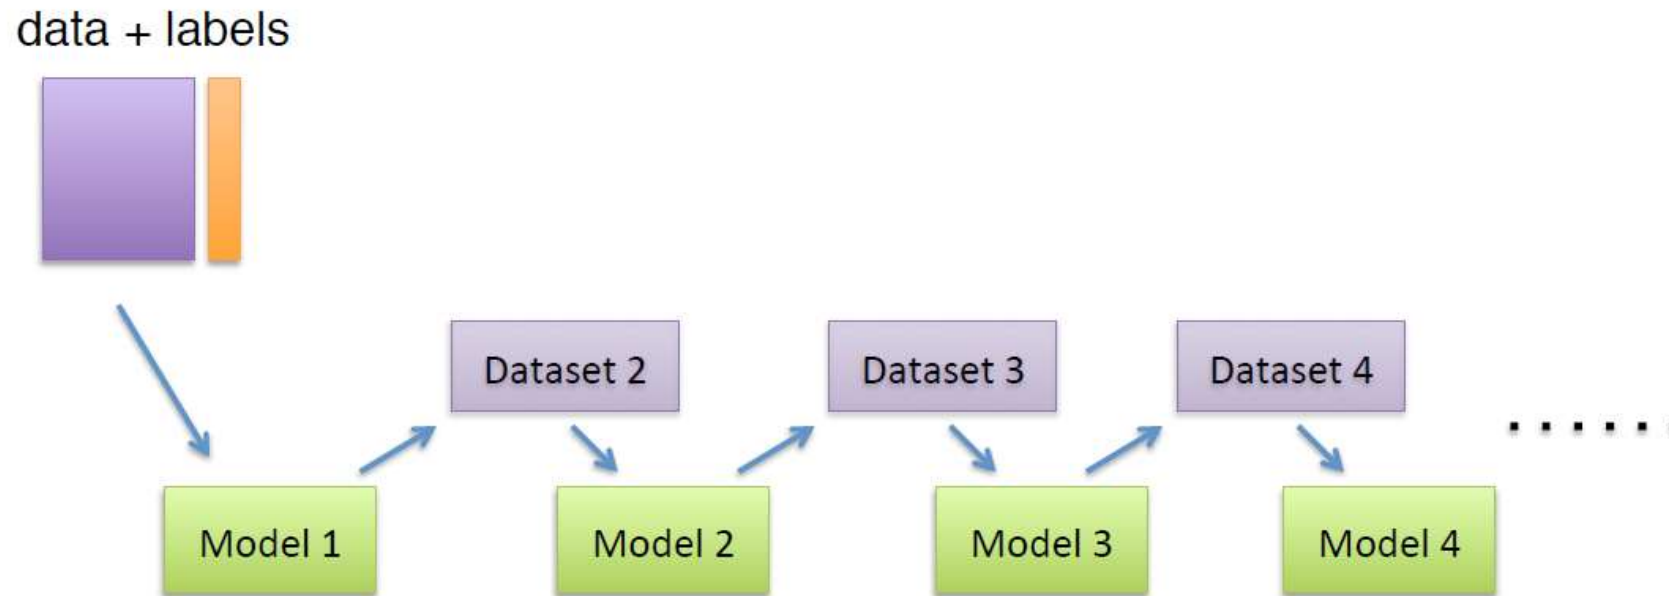 data + labels
Dataset 2
Dataset 3
Dataset 4
......
Model 1
Model 2
Model 3
Model 4